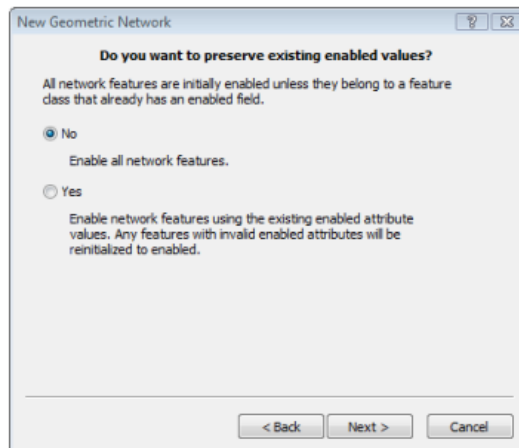 New Geometric Network
Do you want to preserve existing enabled values?
All network features are initially enabled unless they belong to a feature
class that already has an enabled field.
No
Enable all network features.
Yes
Enable network features using the existing enabled attribute
values. Any features with invalid enabled attributes will be
reinitialized to enabled.
< Back Next > Cancel